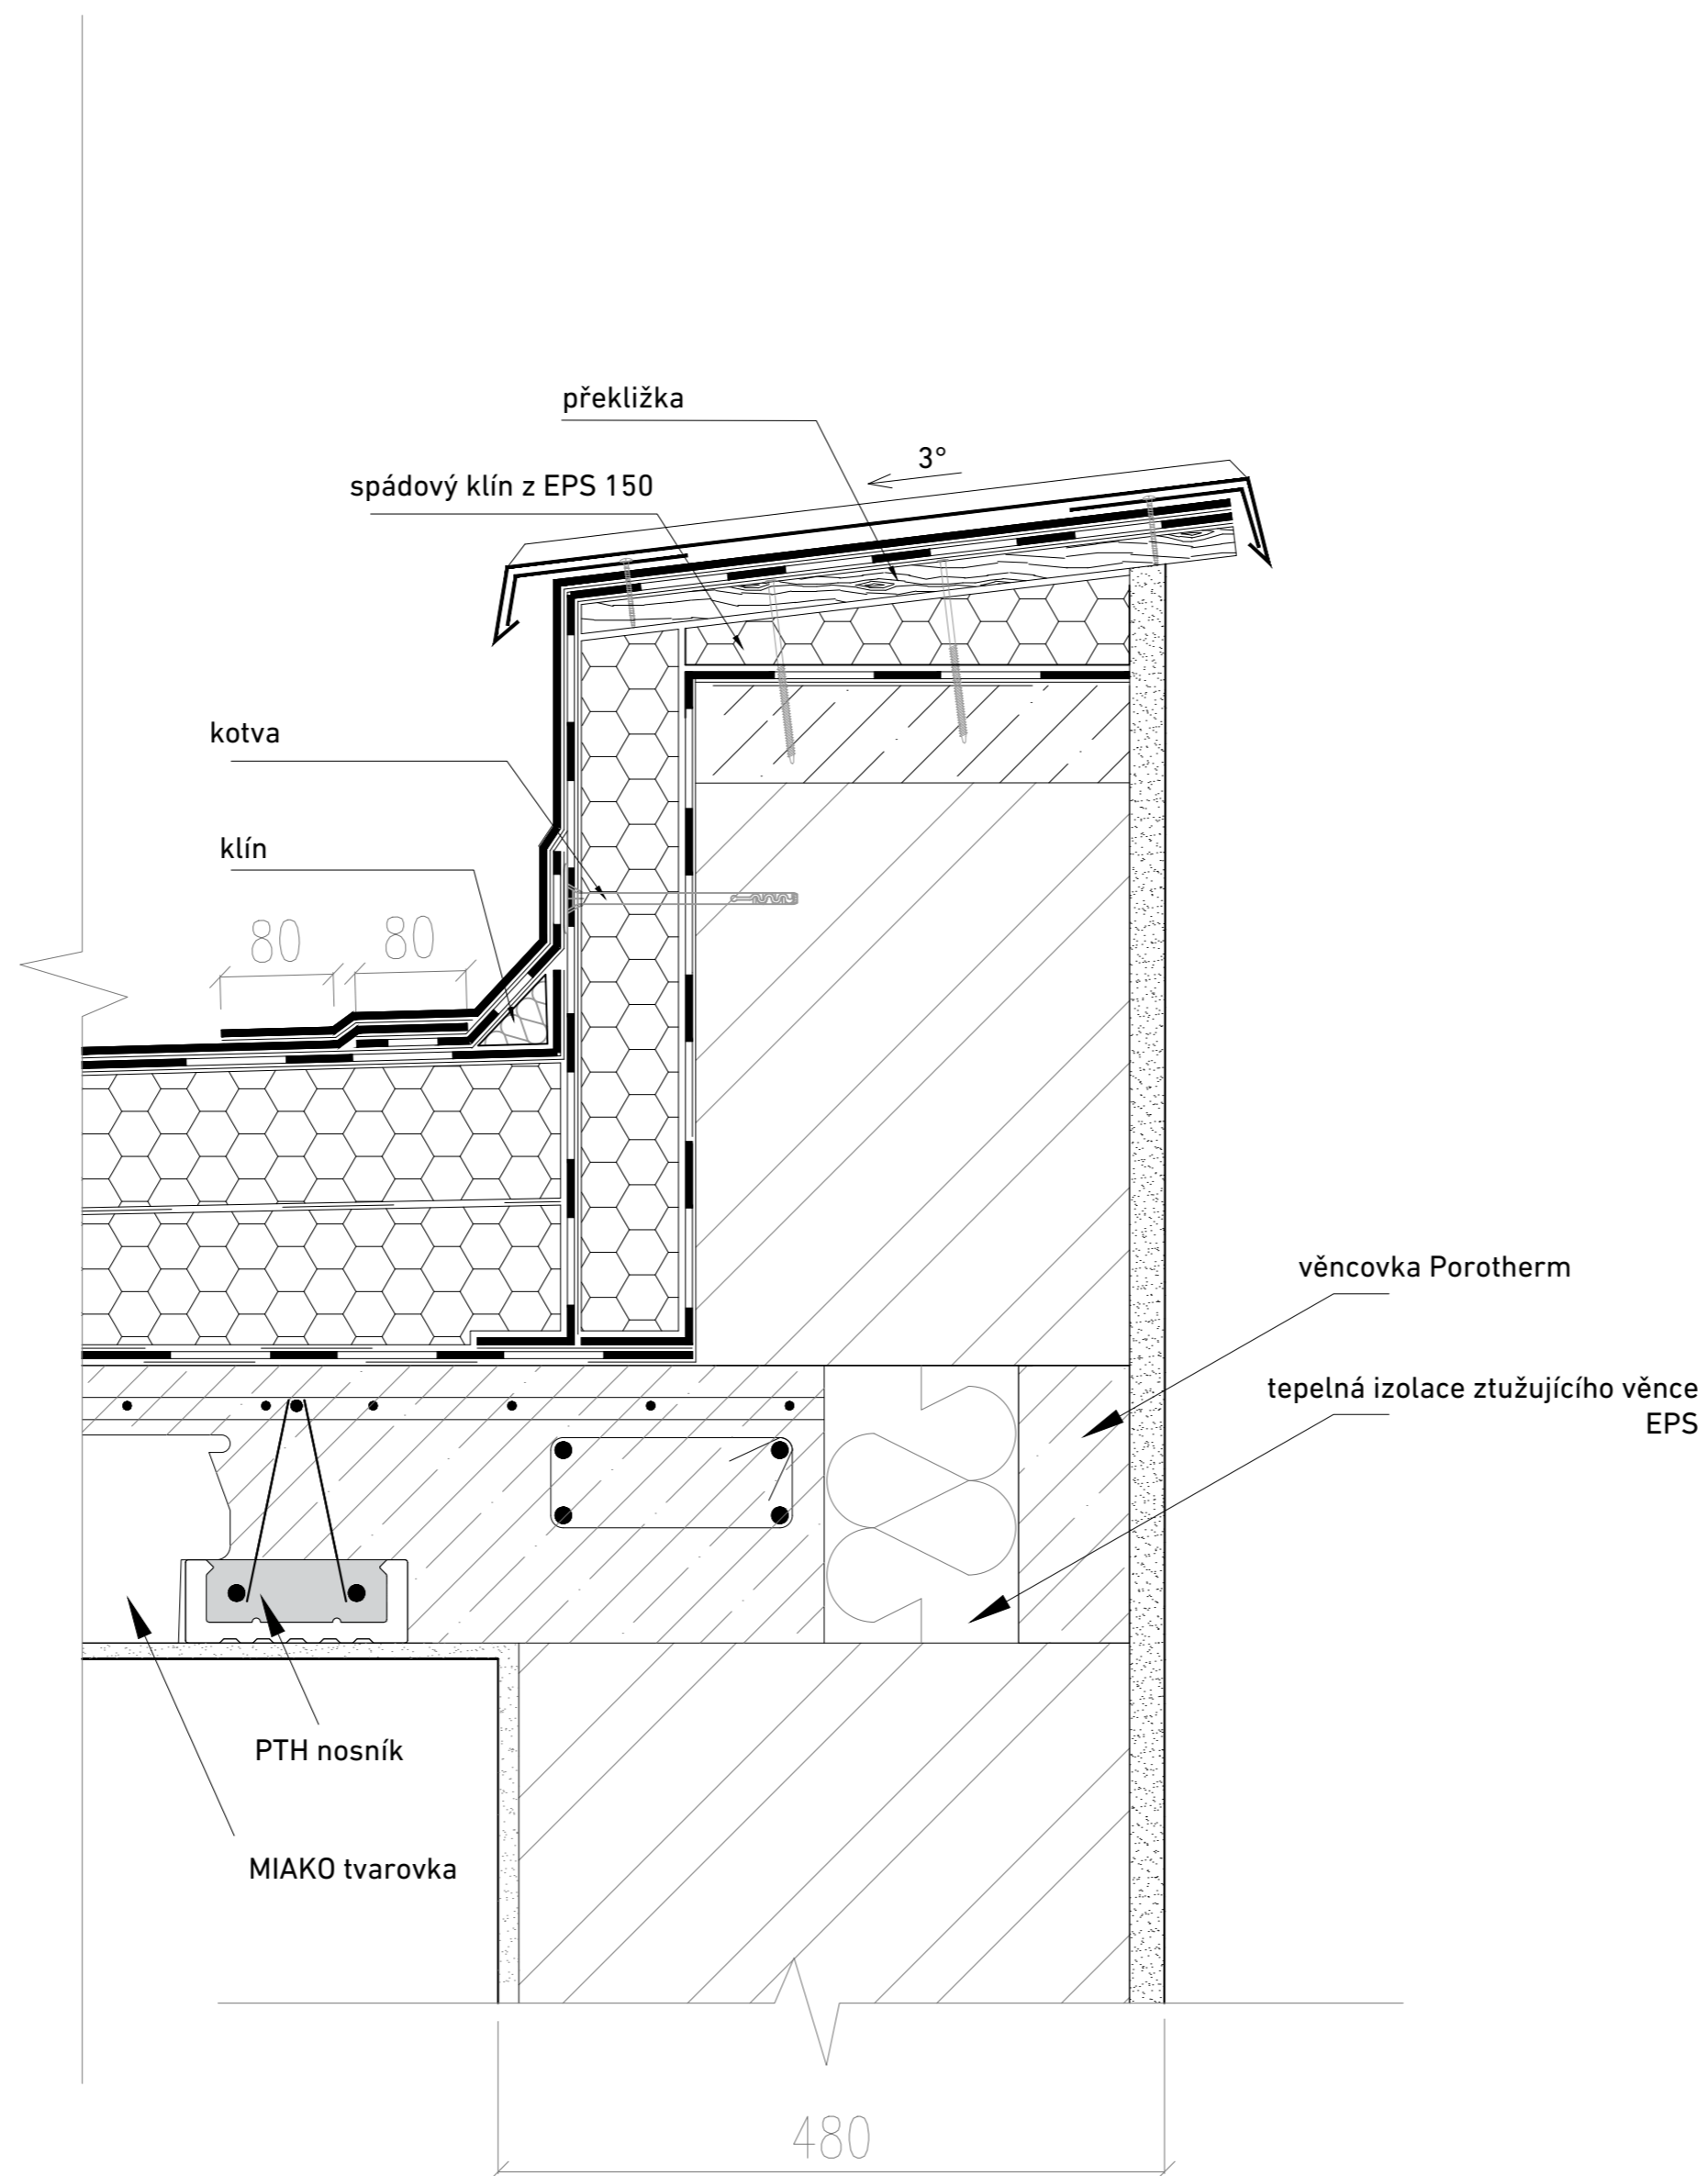 překližka
3°
spádový klín z EPS 150
kotva
klín
80
80
věncovka Porotherm
tepelná izolace ztužujícího věnce
EPS
PTH nosník
MIAKO tvarovka
480